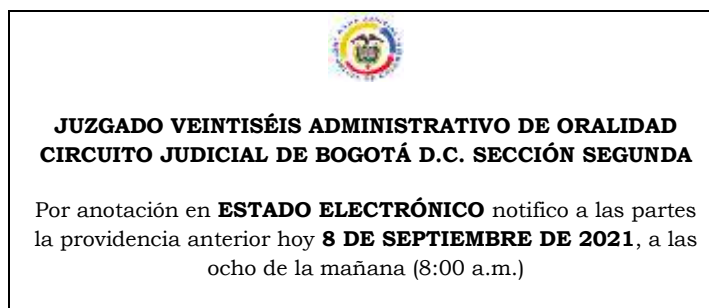 JUZGADO VEINTISÉIS ADMINISTRATIVO DE ORALIDAD
CIRCUITO JUDICIAL DE BOGOTÁ D.C. SECCIÓN SEGUNDA
Por anotación en ESTADO ELECTRÓNICO notifico a las partes
la providencia anterior hoy 8 DE SEPTIEMBRE DE 2021, a las
ocho de la mañana (8:00 a.m.)